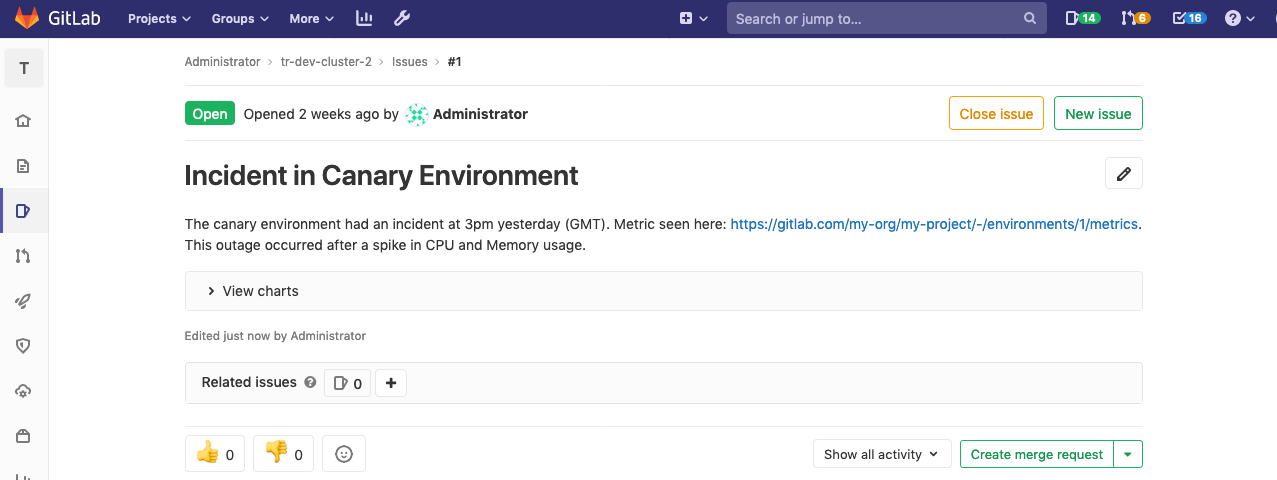 GitLab Projects Groups More Search or jump to... 14 6 16
T
Administrator > tr-dev-cluster-2 > Issues > #1
Open Opened 2 weeks ago by Administrator Close issue New issue
Incident in Canary Environment
The canary environment had an incident at 3pm yesterday (GMT). Metric seen here: https://gitlab.com/my-org/my-project/-/environments/1/metrics.
This outage occurred after a spike in CPU and Memory usage.
View charts
Edited just now by Administrator
Related issues ? 0 +
0 0 Show all activity Create merge request